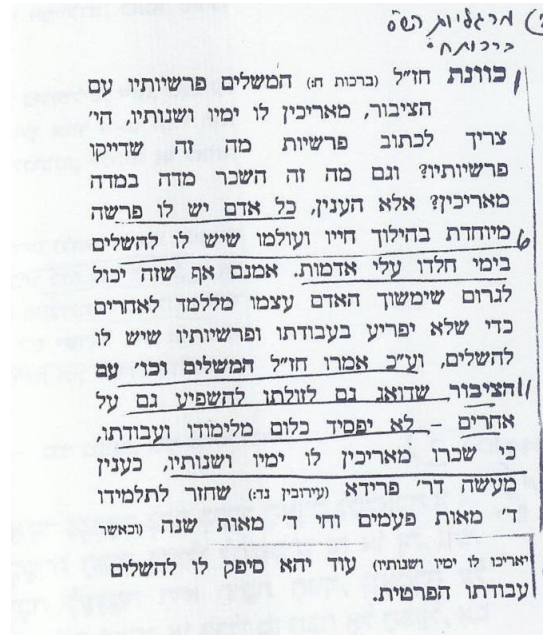 מרגליות הש"ס
ברכות ח'
כוונת חז"ל (ברכות ח:) המשלים פרשיותיו עם
הציבור, מאריכין לו ימיו ושנותיו, הי'
צריך לכתוב פרשיות מה זה שדייקו
פרשיותיו? וגם מה זה השכר מדה במדה
מאריכין? אלא הענין, כל אדם יש לו פרשה
מיוחדת בהילוך חייו ועולמו שיש לו להשלים
בימי חלדו עלי אדמות. אמנם אף שזה יכול
לגרום שימשוך האדם עצמו מללמד לאחרים
כדי שלא יפריע בעבודתו ופרשיותיו שיש לו
להשלים, וע"כ אמרו חז"ל המשלים וכו' עם
הציבור שדואג גם לזולתו להשפיע גם על
אחרים – לא יפסיד כלום מלימודו ועבודתו,
כי שכרו מאריכין לו ימיו ושנותיו, כענין
מעשה דר' פרידא (עירובין נד:) שחזר לתלמידו
ד' מאות פעמים וחי ד' מאות שנה (וכאשר
יאריכו לו ימיו ושנותיו) עוד יהא סיפק לו להשלים
עבודתו הפרטית.